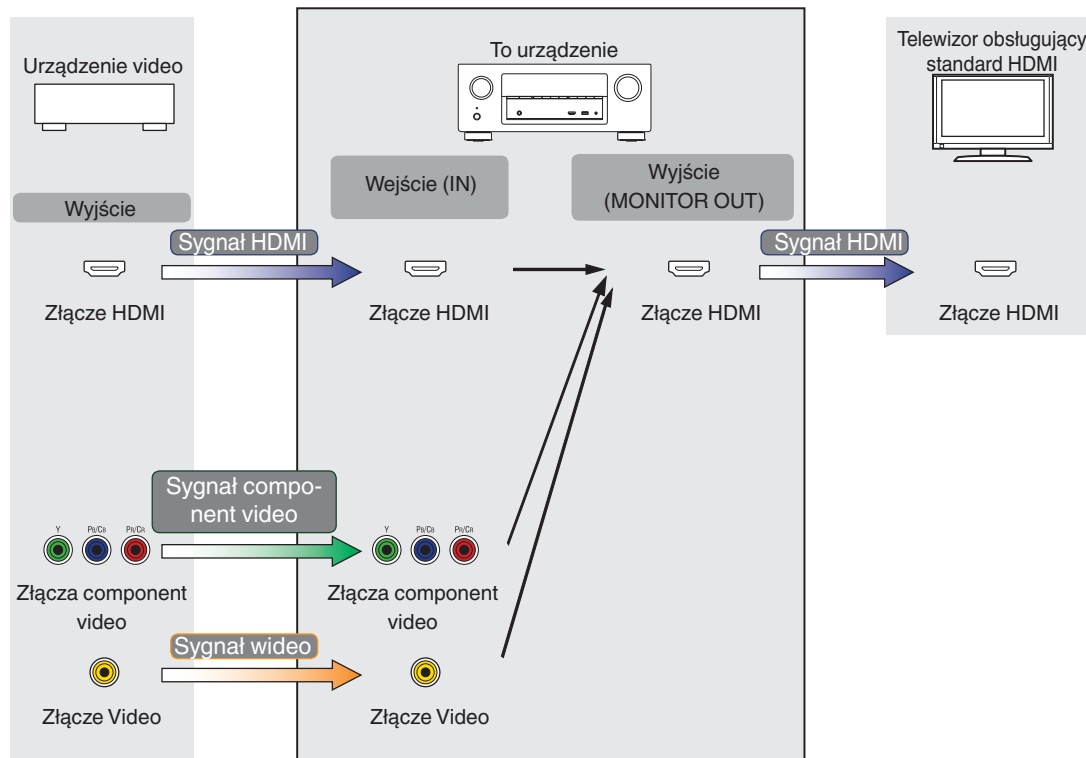 Urządzenie video
To urządzenie
Telewizor obsługujący
standard HDMI
Wyjście
Wejście (IN)
Wyjście
(MONITOR OUT)
Sygnał HDMI
Sygnał HDMI
Złącze HDMI
Złącze HDMI
Złącze HDMI
Złącze HDMI
Sygnał compo-
nent video
Y PB/CB PR/CR
Y PB/CB PR/CR
Złącza component
video
Złącza component
video
Sygnał wideo
Złącze Video
Złącze Video